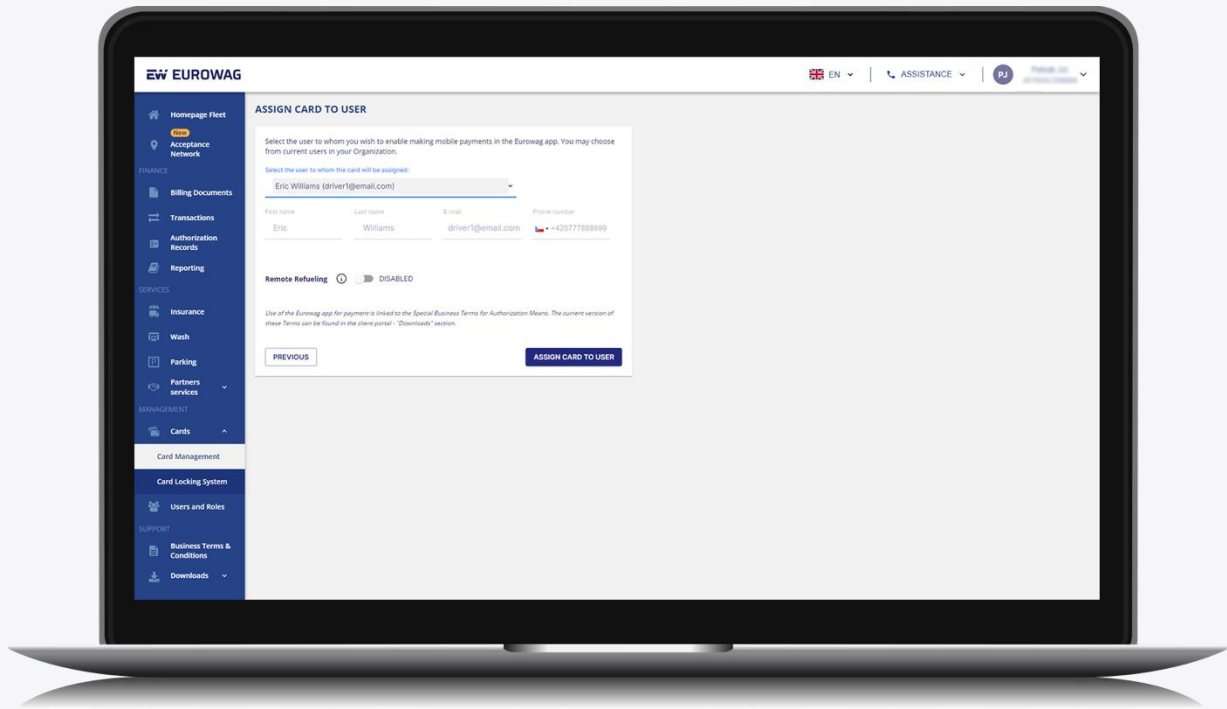 EW EUROWAG
EN
ASSISTANCE
PJ
Homepage Fleet
New
Acceptance
Network
FINANCE
Billing Documents
Transactions
Authorization
Records
Reporting
SERVICES
Insurance
Wash
P
Parking
Partners
services
MANAGEMENT
Cards
Card Management
Card Locking System
Users and Roles
SUPPORT
Business Terms &
Conditions
Downloads
ASSIGN CARD TO USER
Select the user to whom you wish to enable making mobile payments in the Eurowag app. You may choose
from current users in your Organization.
Select the user to whom the card will be assigned:
Eric Williams (driver1@email.com)
First name Last name E-mail Phone number
Eric Williams driver1@email.com +420777888999
Remote Refueling DISABLED
Use of the Eurowag app for payment is linked to the Special Business Terms for Authorization Means. The current version of
these Terms can be found in the client portal - "Downloads" section.
PREVIOUS ASSIGN CARD TO USER